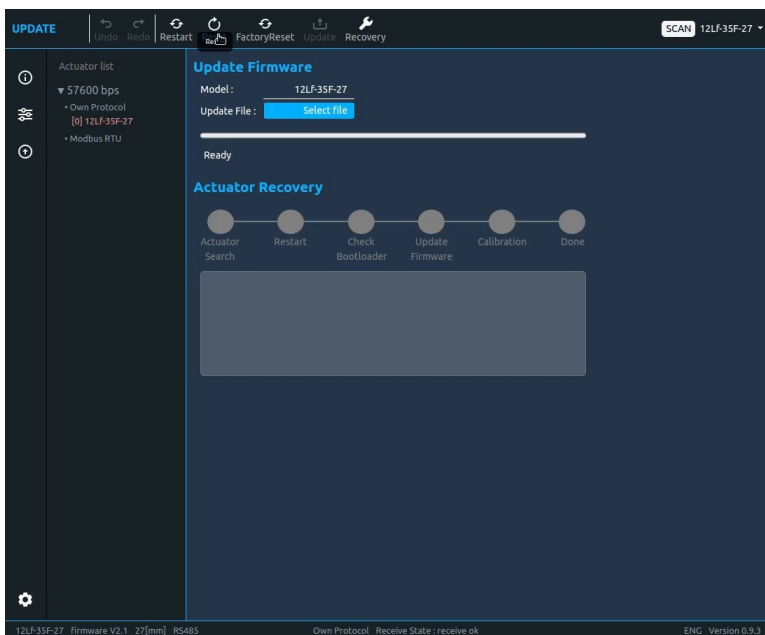 UPDATE
Undo Redo Restart FactoryReset Update Recovery
SCAN 12Lf-35F-27
Actuator list
▼ 57600 bps
• Own Protocol
[0] 12Lf-35F-27
• Modbus RTU
Update Firmware
Model : 12Lf-35F-27
Update File : Select file
Ready
Actuator Recovery
Actuator Search
Restart
Check Bootloader
Update Firmware
Calibration
Done
12Lf-35F-27 firmware V2.1 27[mm] RS485 Own Protocol Receive State : receive ok ENG Version 0.9.3